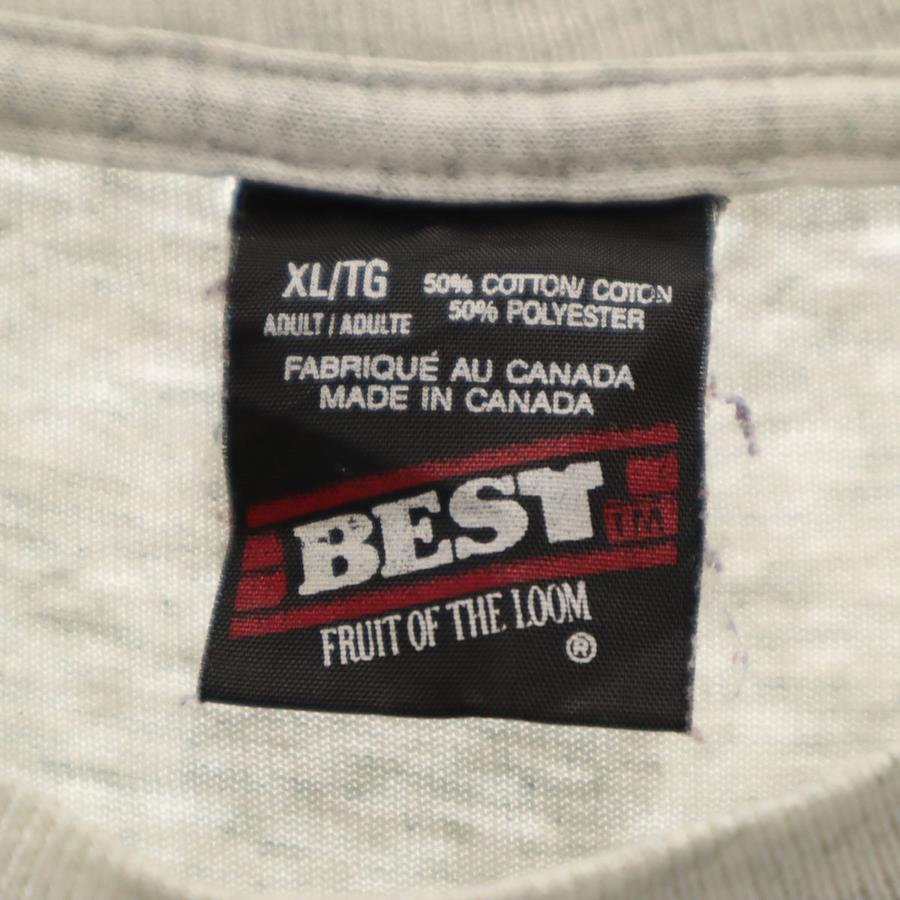 XL/TG
ADULT / ADULTE
50% COTTON/ COTON
50% POLYESTER
FABRIQUÉ AU CANADA
MADE IN CANADA
BEST TM
FRUIT OF THE LOOM
®